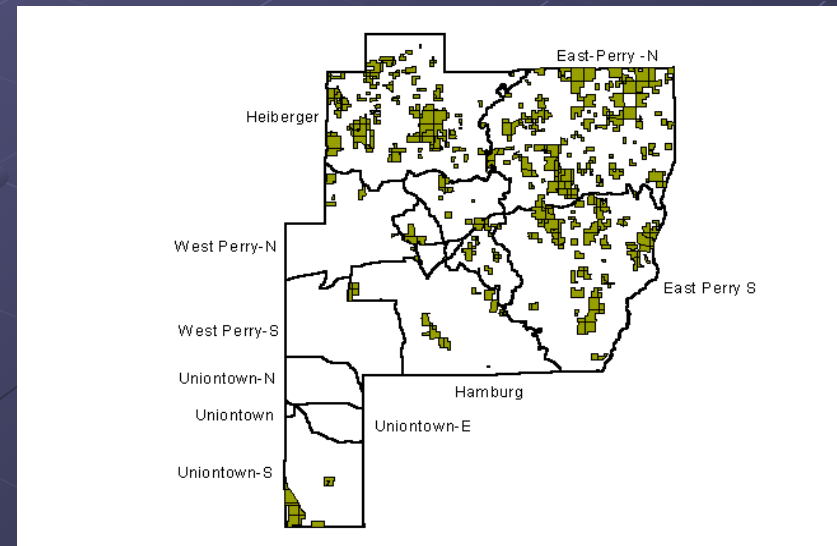 East-Perry -N
Heiberger
West Perry-N
East Perry S
West Perry-S
Uniontown-N
Hamburg
Uniontown
Uniontown-E
Uniontown-S